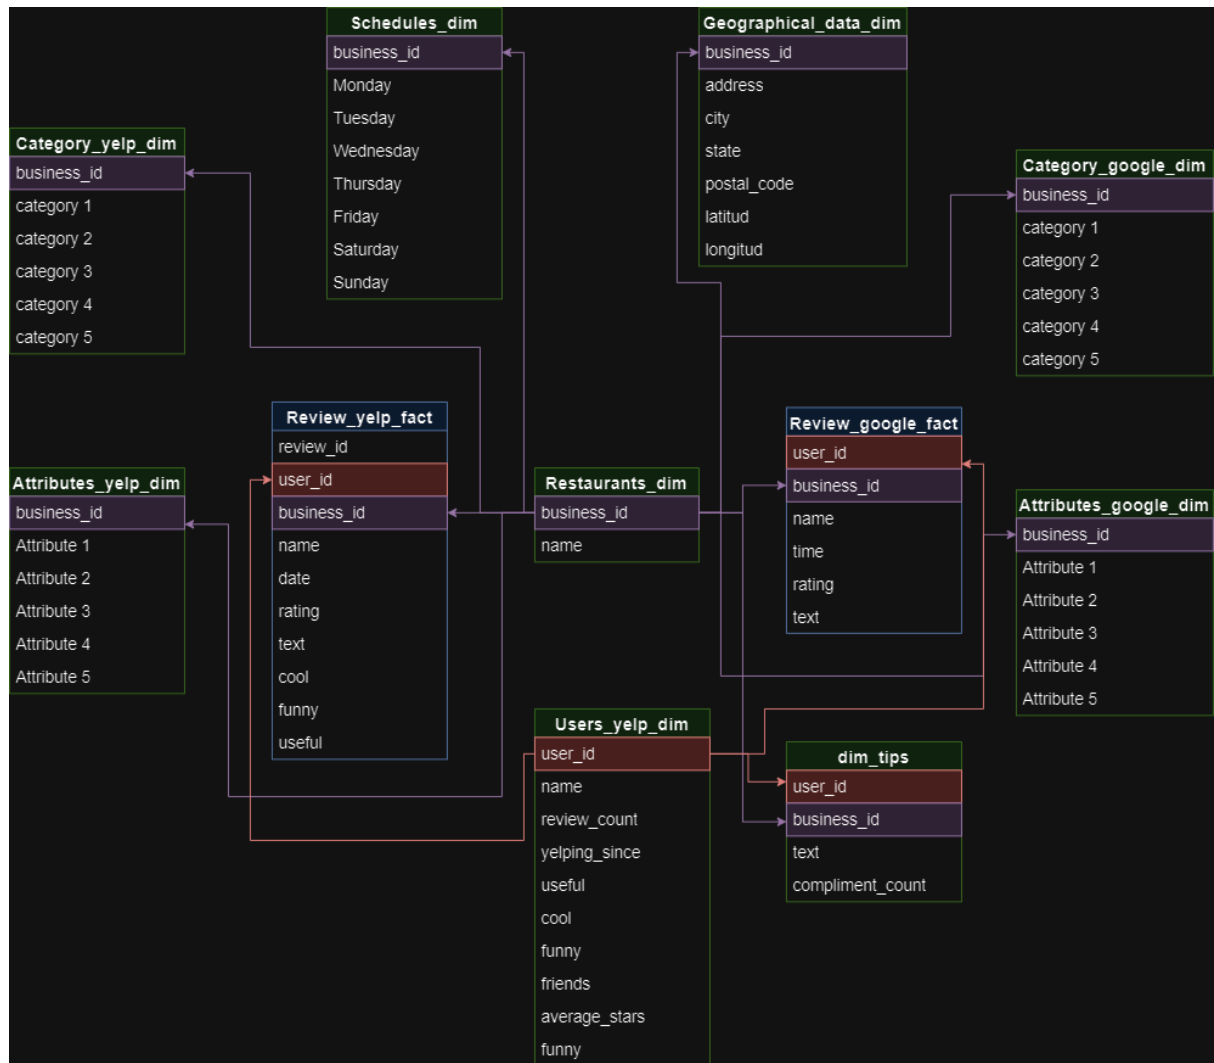 Schedules_dim
business_id
Monday
Tuesday
Wednesday
Thursday
Friday
Saturday
Sunday
Geographical_data_dim
business_id
address
city
state
postal_code
latitud
longitud
Category_yelp_dim
business_id
category 1
category 2
category 3
category 4
category 5
Category_google_dim
business_id
category 1
category 2
category 3
category 4
category 5
Review_yelp_fact
review_id
user_id
business_id
name
date
rating
text
cool
funny
useful
Review_google_fact
user_id
business_id
name
time
rating
text
Attributes_yelp_dim
business_id
Attribute 1
Attribute 2
Attribute 3
Attribute 4
Attribute 5
Restaurants_dim
business_id
name
Attributes_google_dim
business_id
Attribute 1
Attribute 2
Attribute 3
Attribute 4
Attribute 5
Users_yelp_dim
user_id
name
review_count
yelping_since
useful
cool
funny
friends
average_stars
funny
dim_tips
user_id
business_id
text
compliment_count